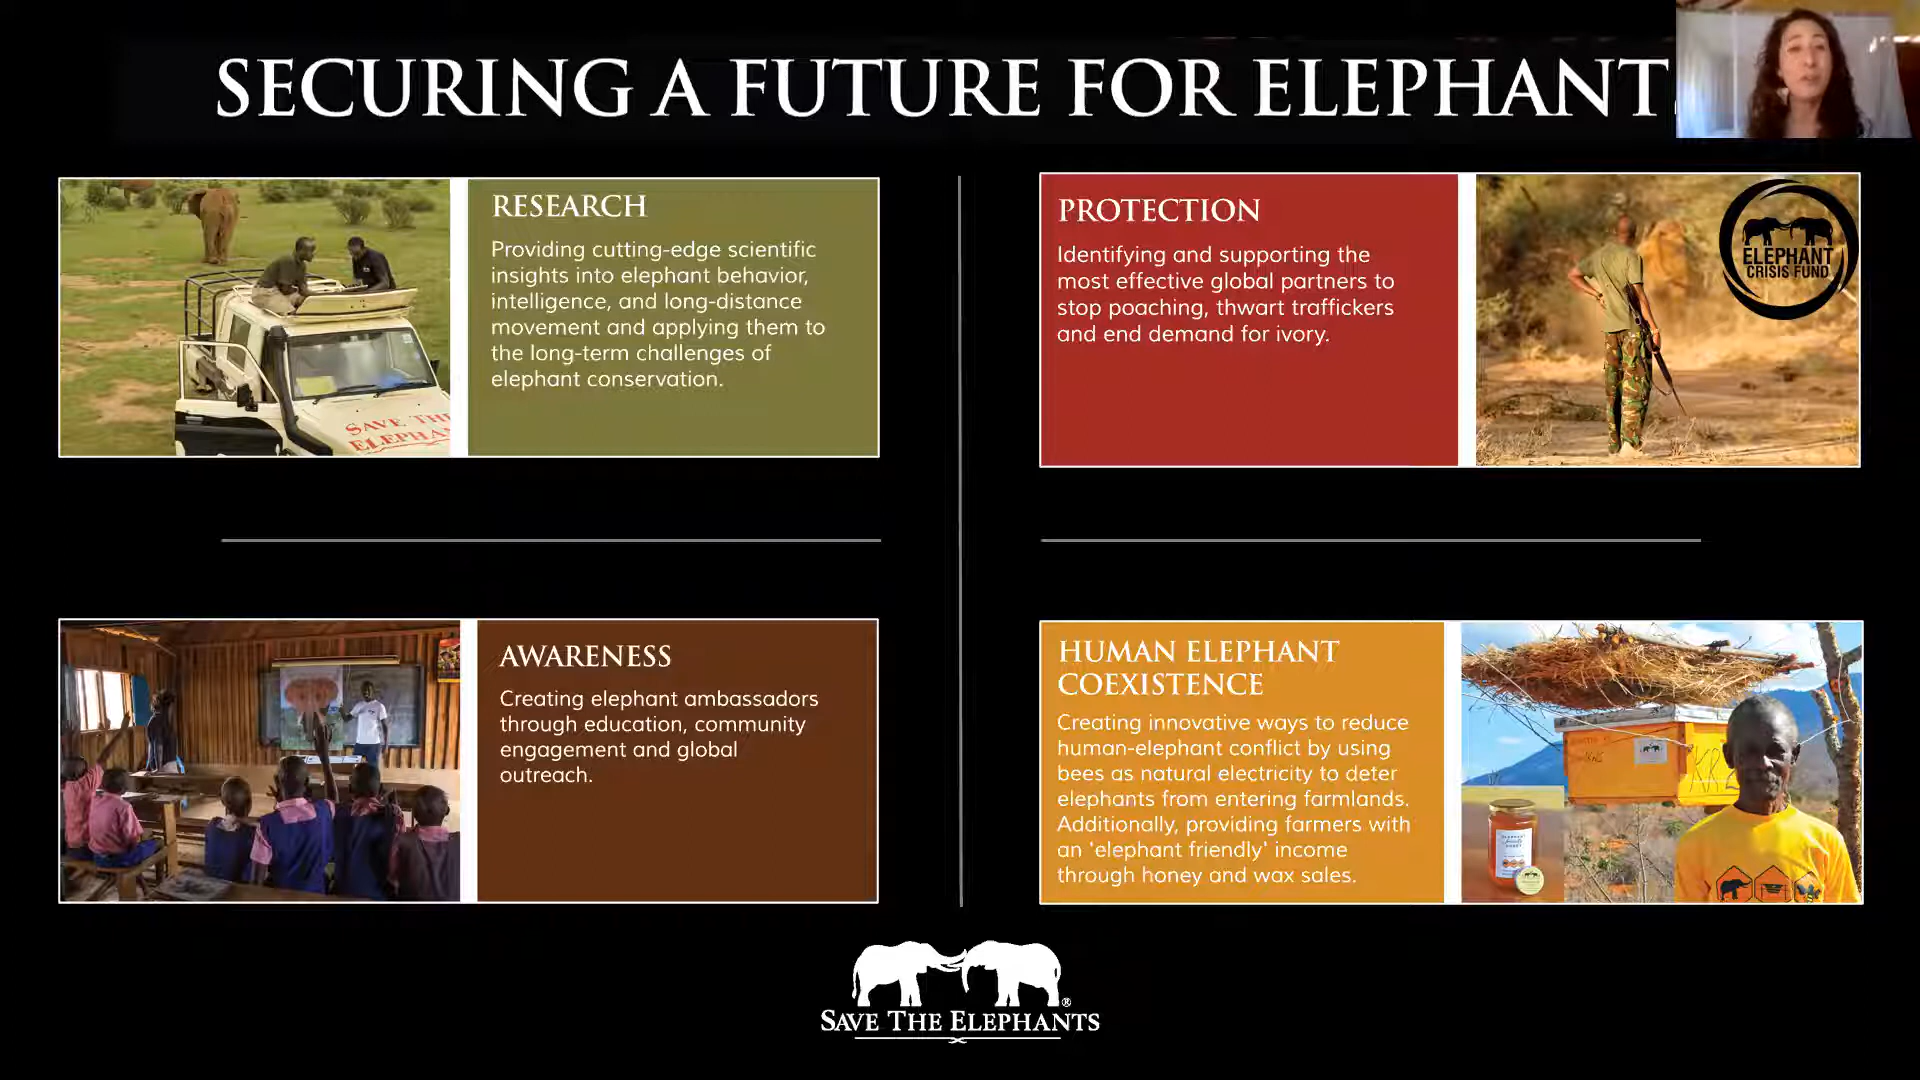 SECURING A FUTURE FOR ELEPHANT
RESEARCH
Providing cutting-edge scientific
insights into elephant behavior,
intelligence, and long-distance
movement and applying them to
the long-term challenges of
elephant conservation.
SAVE THE
ELEPHAN
PROTECTION
Identifying and supporting the
most effective global partners to
stop poaching, thwart traffickers
and end demand for ivory.
ELEPHANT
CRISIS FUND
AWARENESS
Creating elephant ambassadors
through education, community
engagement and global
outreach.
HUMAN ELEPHANT
COEXISTENCE
Creating innovative ways to reduce
human-elephant conflict by using
bees as natural electricity to deter
elephants from entering farmlands.
Additionally, providing farmers with
an 'elephant friendly' income
through honey and wax sales.
SAVE THE ELEPHANTS
®